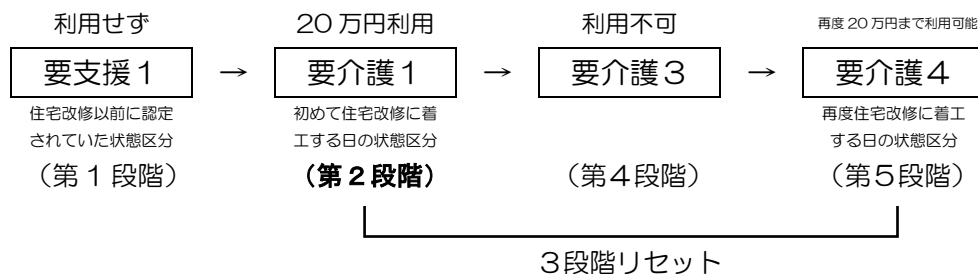 利用せず 20万円利用 利用不可 再度20万円まで利用可能
要支援1 → 要介護1 → 要介護3 → 要介護4
住宅改修以前に認定 初めて住宅改修に着 再度住宅改修に着工
されていた状態区分 工する日の状態区分 する日の状態区分
（第1段階） （第2段階） （第4段階） （第5段階）
3段階リセット